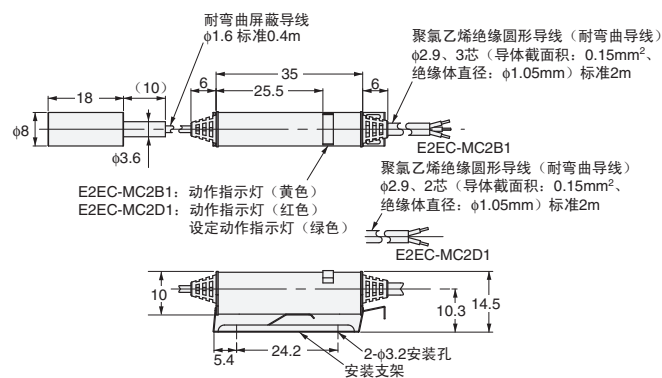 耐弯曲屏蔽导线
φ1.6 标准0.4m
聚氯乙烯绝缘圆形导线（耐弯曲导线）
φ2.9、3芯（导体截面积：0.15mm²、
绝缘体直径：φ1.05mm）标准2m
35
6
25.5
6
18
（10）
φ8
φ3.6
E2EC-MC2B1
E2EC-MC2B1：动作指示灯（黄色）
E2EC-MC2D1：动作指示灯（红色）
设定动作指示灯（绿色）
聚氯乙烯绝缘圆形导线（耐弯曲导线）
φ2.9、2芯（导体截面积：0.15mm²、
绝缘体直径：φ1.05mm）标准2m
E2EC-MC2D1
10
10.3
14.5
5.4
24.2
2-φ3.2安装孔
安装支架